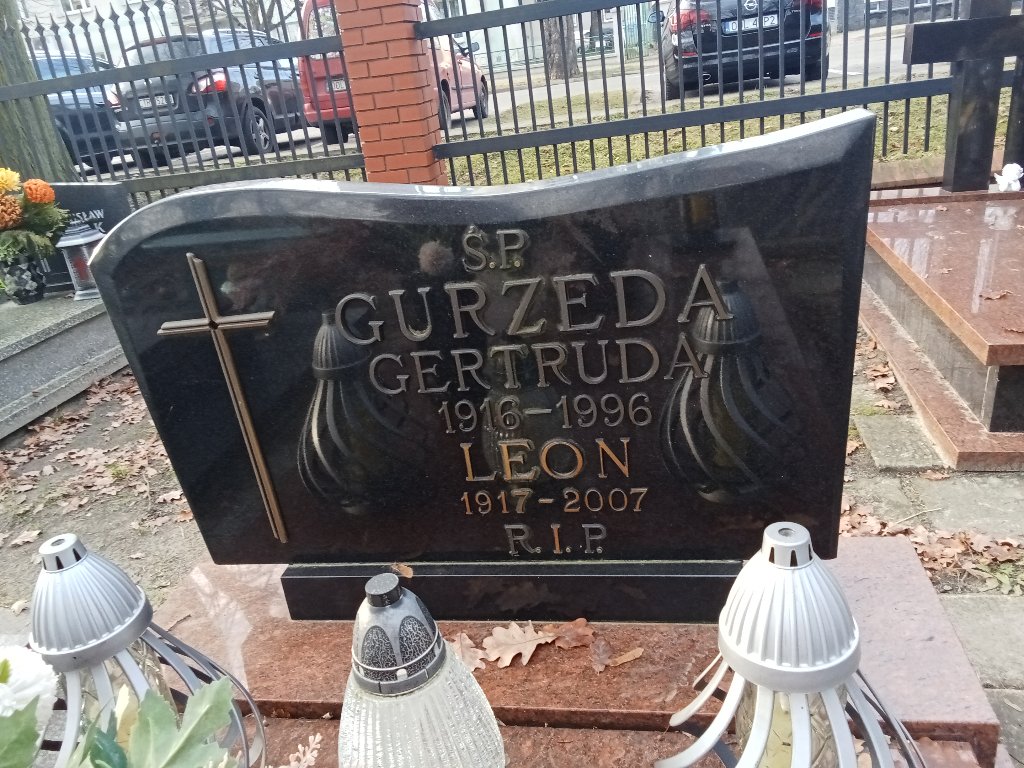 Ś.P.
GURZEDA
GERTRUDA
1916-1996
LEON
1917-2007
R.I.P.